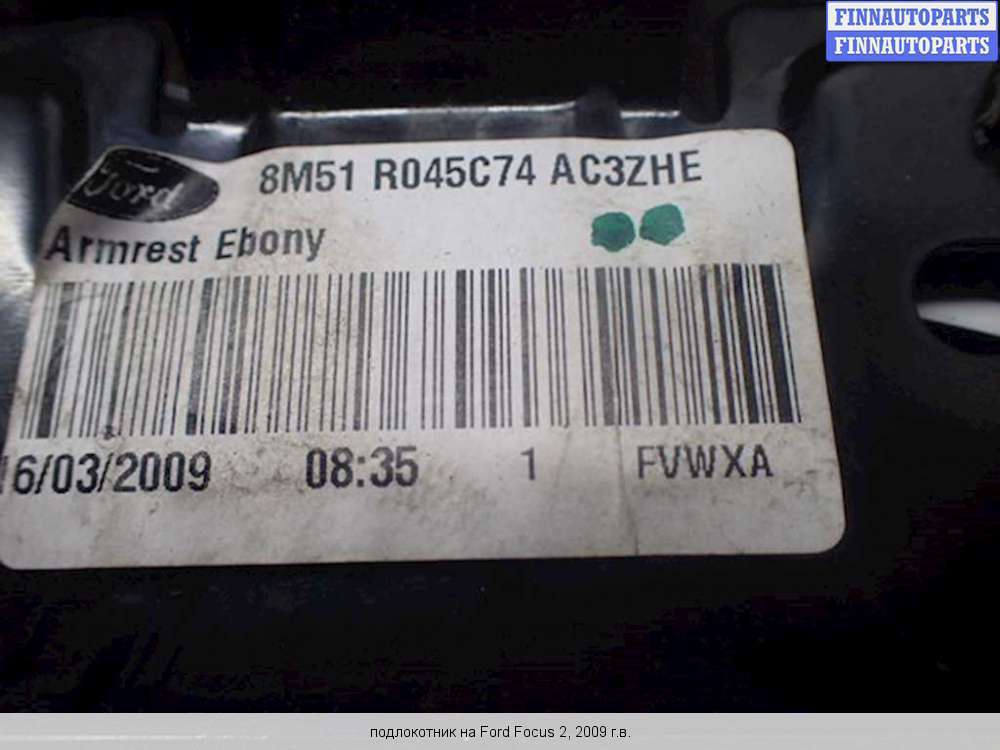 FINNAUTOPARTS
FINNAUTOPARTS
Ford 8M51 R045C74 AC3ZHE
Armrest Ebony
16/03/2009 08:35 1 FVWXA
подлокотник на Ford Focus 2, 2009 г.в.